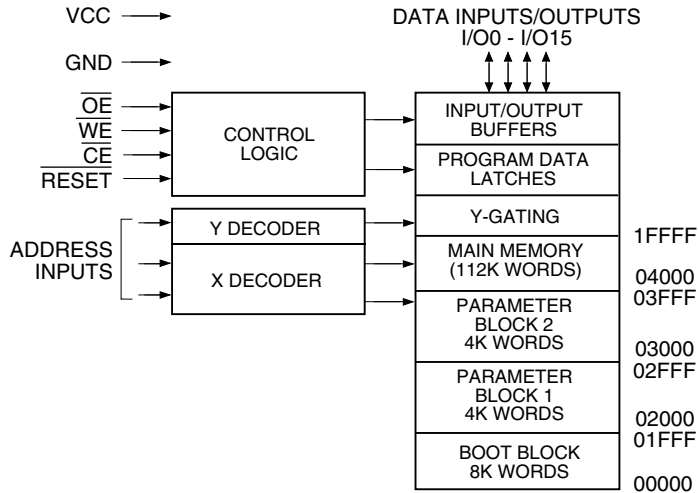 VCC
GND
OE
WE
CE
RESET
ADDRESS
INPUTS
CONTROL
LOGIC
Y DECODER
X DECODER
DATA INPUTS/OUTPUTS
I/O0 - I/O15
INPUT/OUTPUT
BUFFERS
PROGRAM DATA
LATCHES
Y-GATING
MAIN MEMORY
(112K WORDS)
PARAMETER
BLOCK 2
4K WORDS
PARAMETER
BLOCK 1
4K WORDS
BOOT BLOCK
8K WORDS
1FFFF
04000
03FFF
03000
02FFF
02000
01FFF
00000